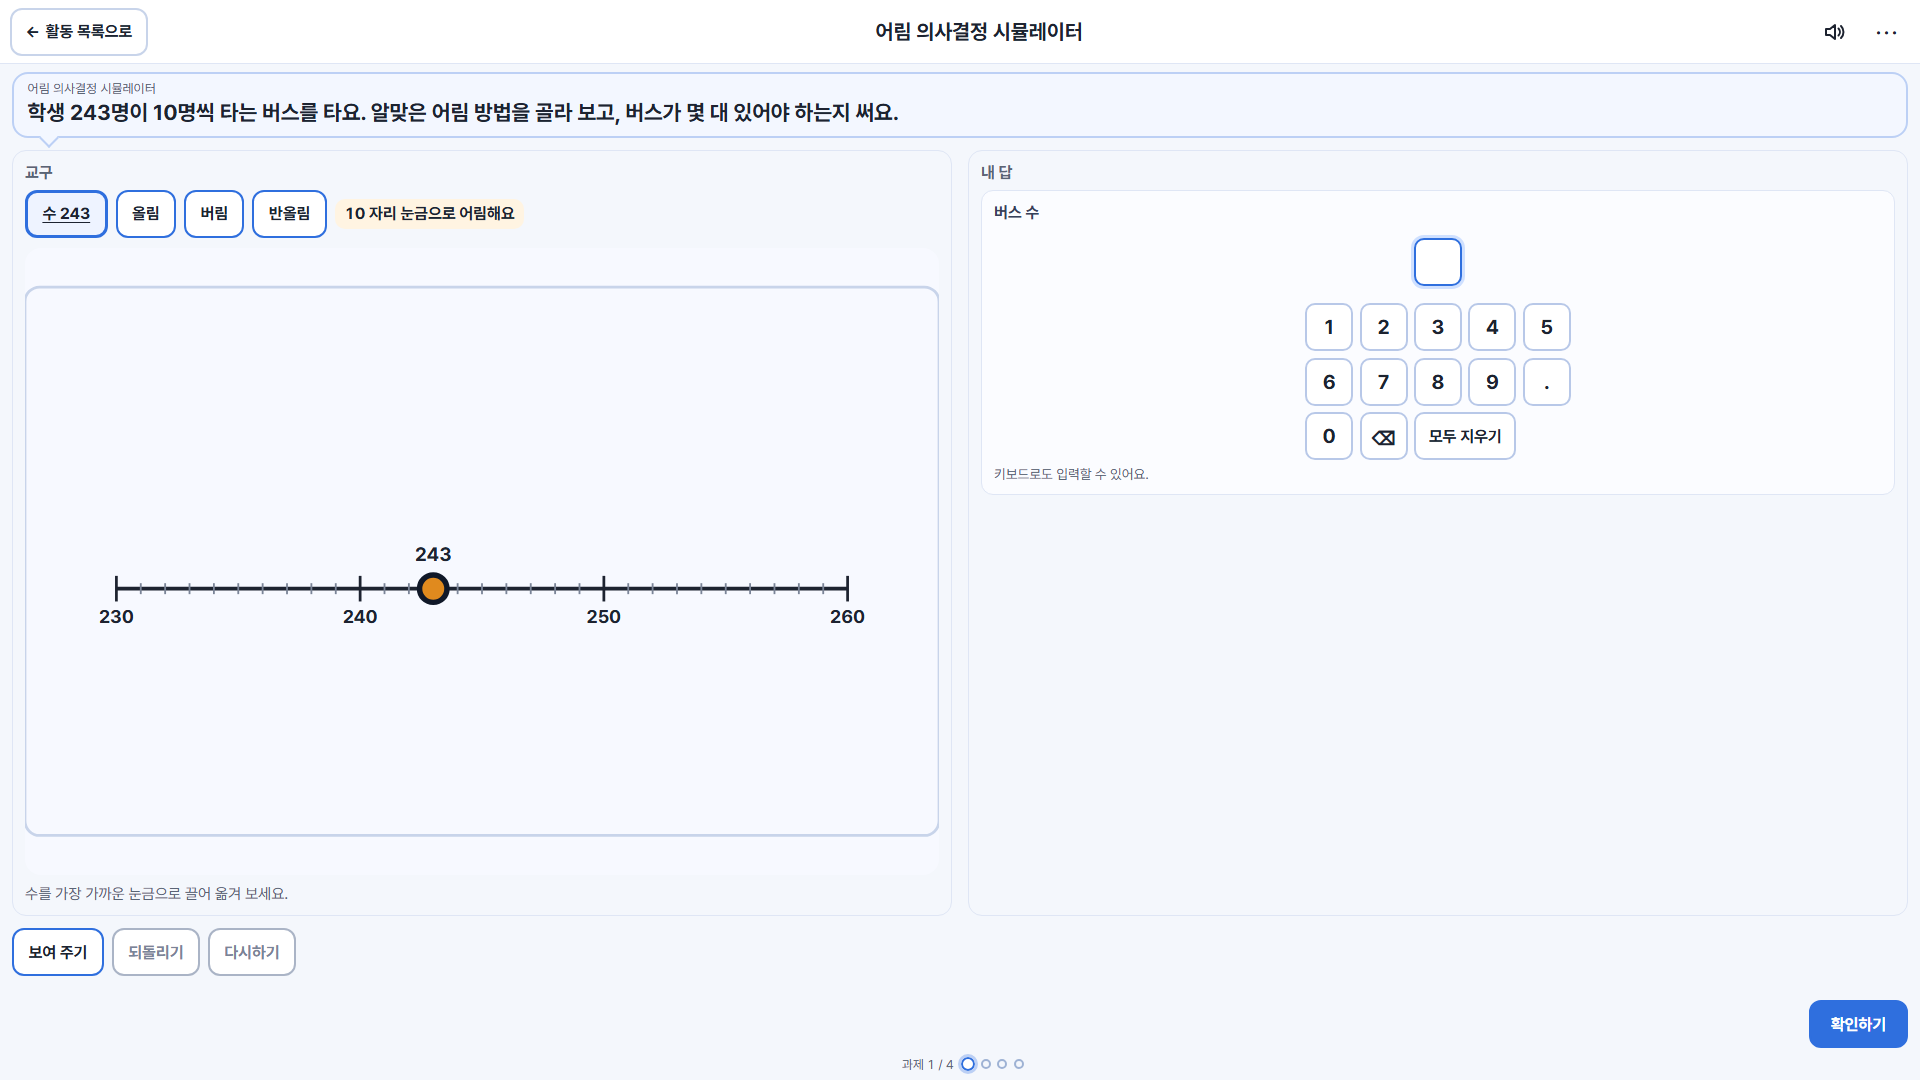 ← 활동 목록으로
어림 의사결정 시뮬레이터
...
어림 의사결정 시뮬레이터
학생 243명이 10명씩 타는 버스를 타요. 알맞은 어림 방법을 골라 보고, 버스가 몇 대 있어야 하는지 써요.
교구
수 243 올림 버림 반올림 10 자리 눈금으로 어림해요
243
230 240 250 260
수를 가장 가까운 눈금으로 끌어 옮겨 보세요.
내 답
버스 수
1 2 3 4 5
6 7 8 9 .
0 ⌫ 모두 지우기
키보드로도 입력할 수 있어요.
보여 주기 되돌리기 다시하기
확인하기
과제 1 / 4